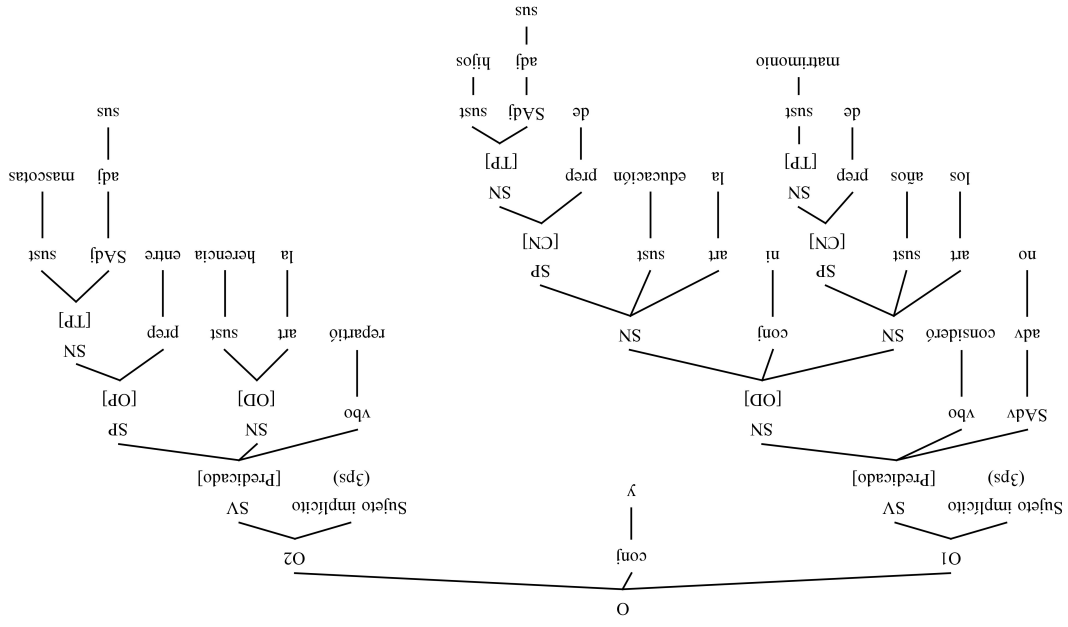 O
O1 conj O2
Sujeto implícito SV Sujeto implícito SV
y
(3ps) [Predicado] (3ps) [Predicado]
SN SN SP
SAdv vbo vbo
[OD] [OD] [OP]
SN
adv consideró SN conj SN repartió art sust prep
[TP]
SP SP
no art sust ni art sust la herencia entre SAdj sust
[CN] [CN]
SN SN
los años prep la educación prep adj mascotas
[TP] [TP]
de sust de SAdj sust sus
matrimonio adj hijos
sus